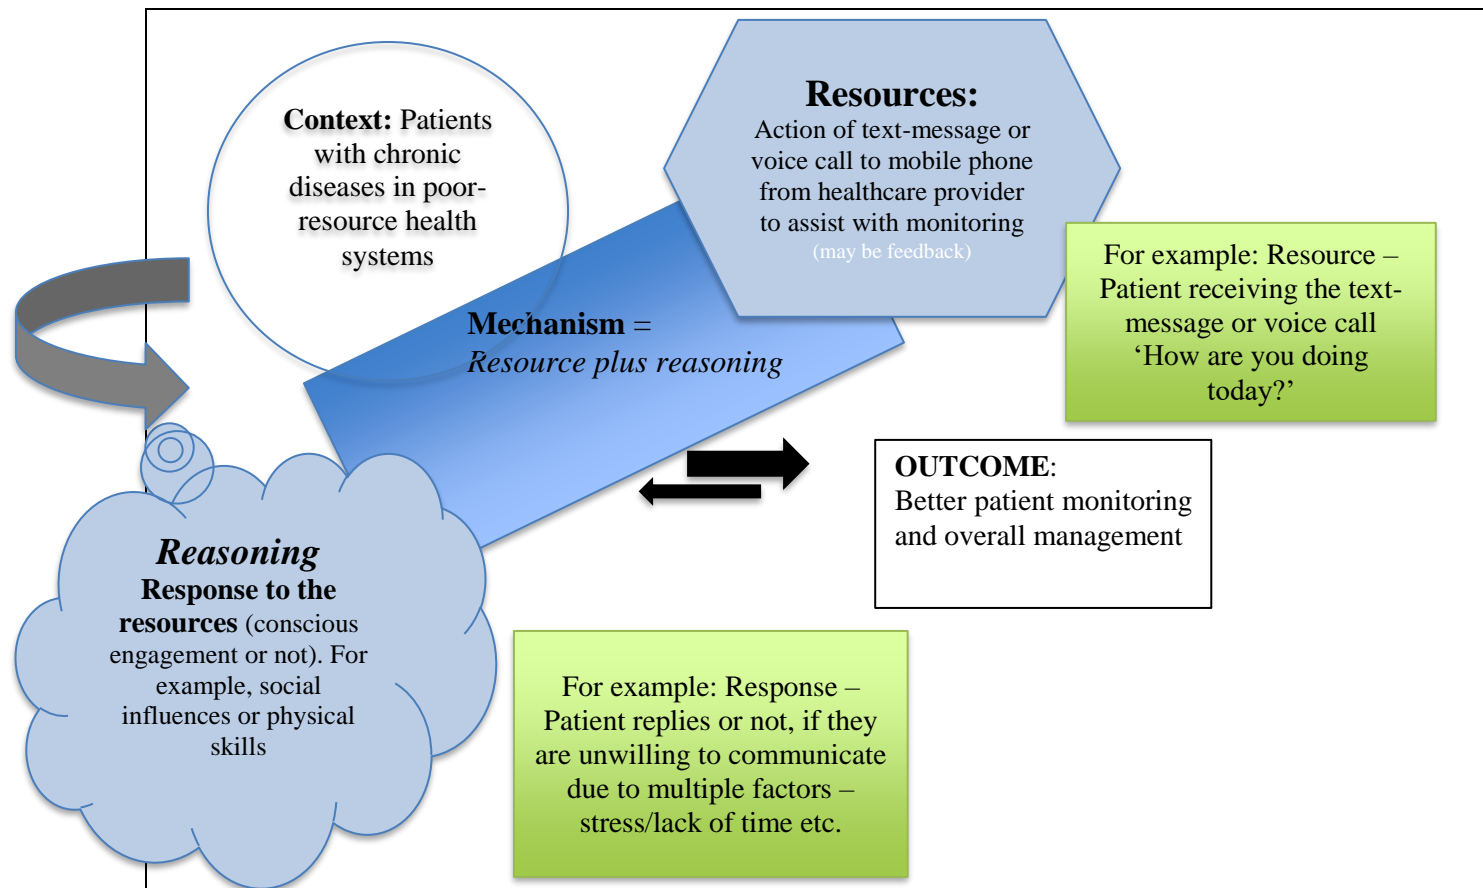 Context: Patients
with chronic
diseases in poor-
resource health
systems
Resources:
Action of text-message or
voice call to mobile phone
from healthcare provider
to assist with monitoring
(may be feedback)
For example: Resource –
Patient receiving the text-
message or voice call
‘How are you doing
today?’
Mechanism =
Resource plus reasoning
OUTCOME:
Better patient monitoring
and overall management
Reasoning
Response to the
resources (conscious
engagement or not). For
example, social
influences or physical
skills
For example: Response –
Patient replies or not, if they
are unwilling to communicate
due to multiple factors –
stress/lack of time etc.